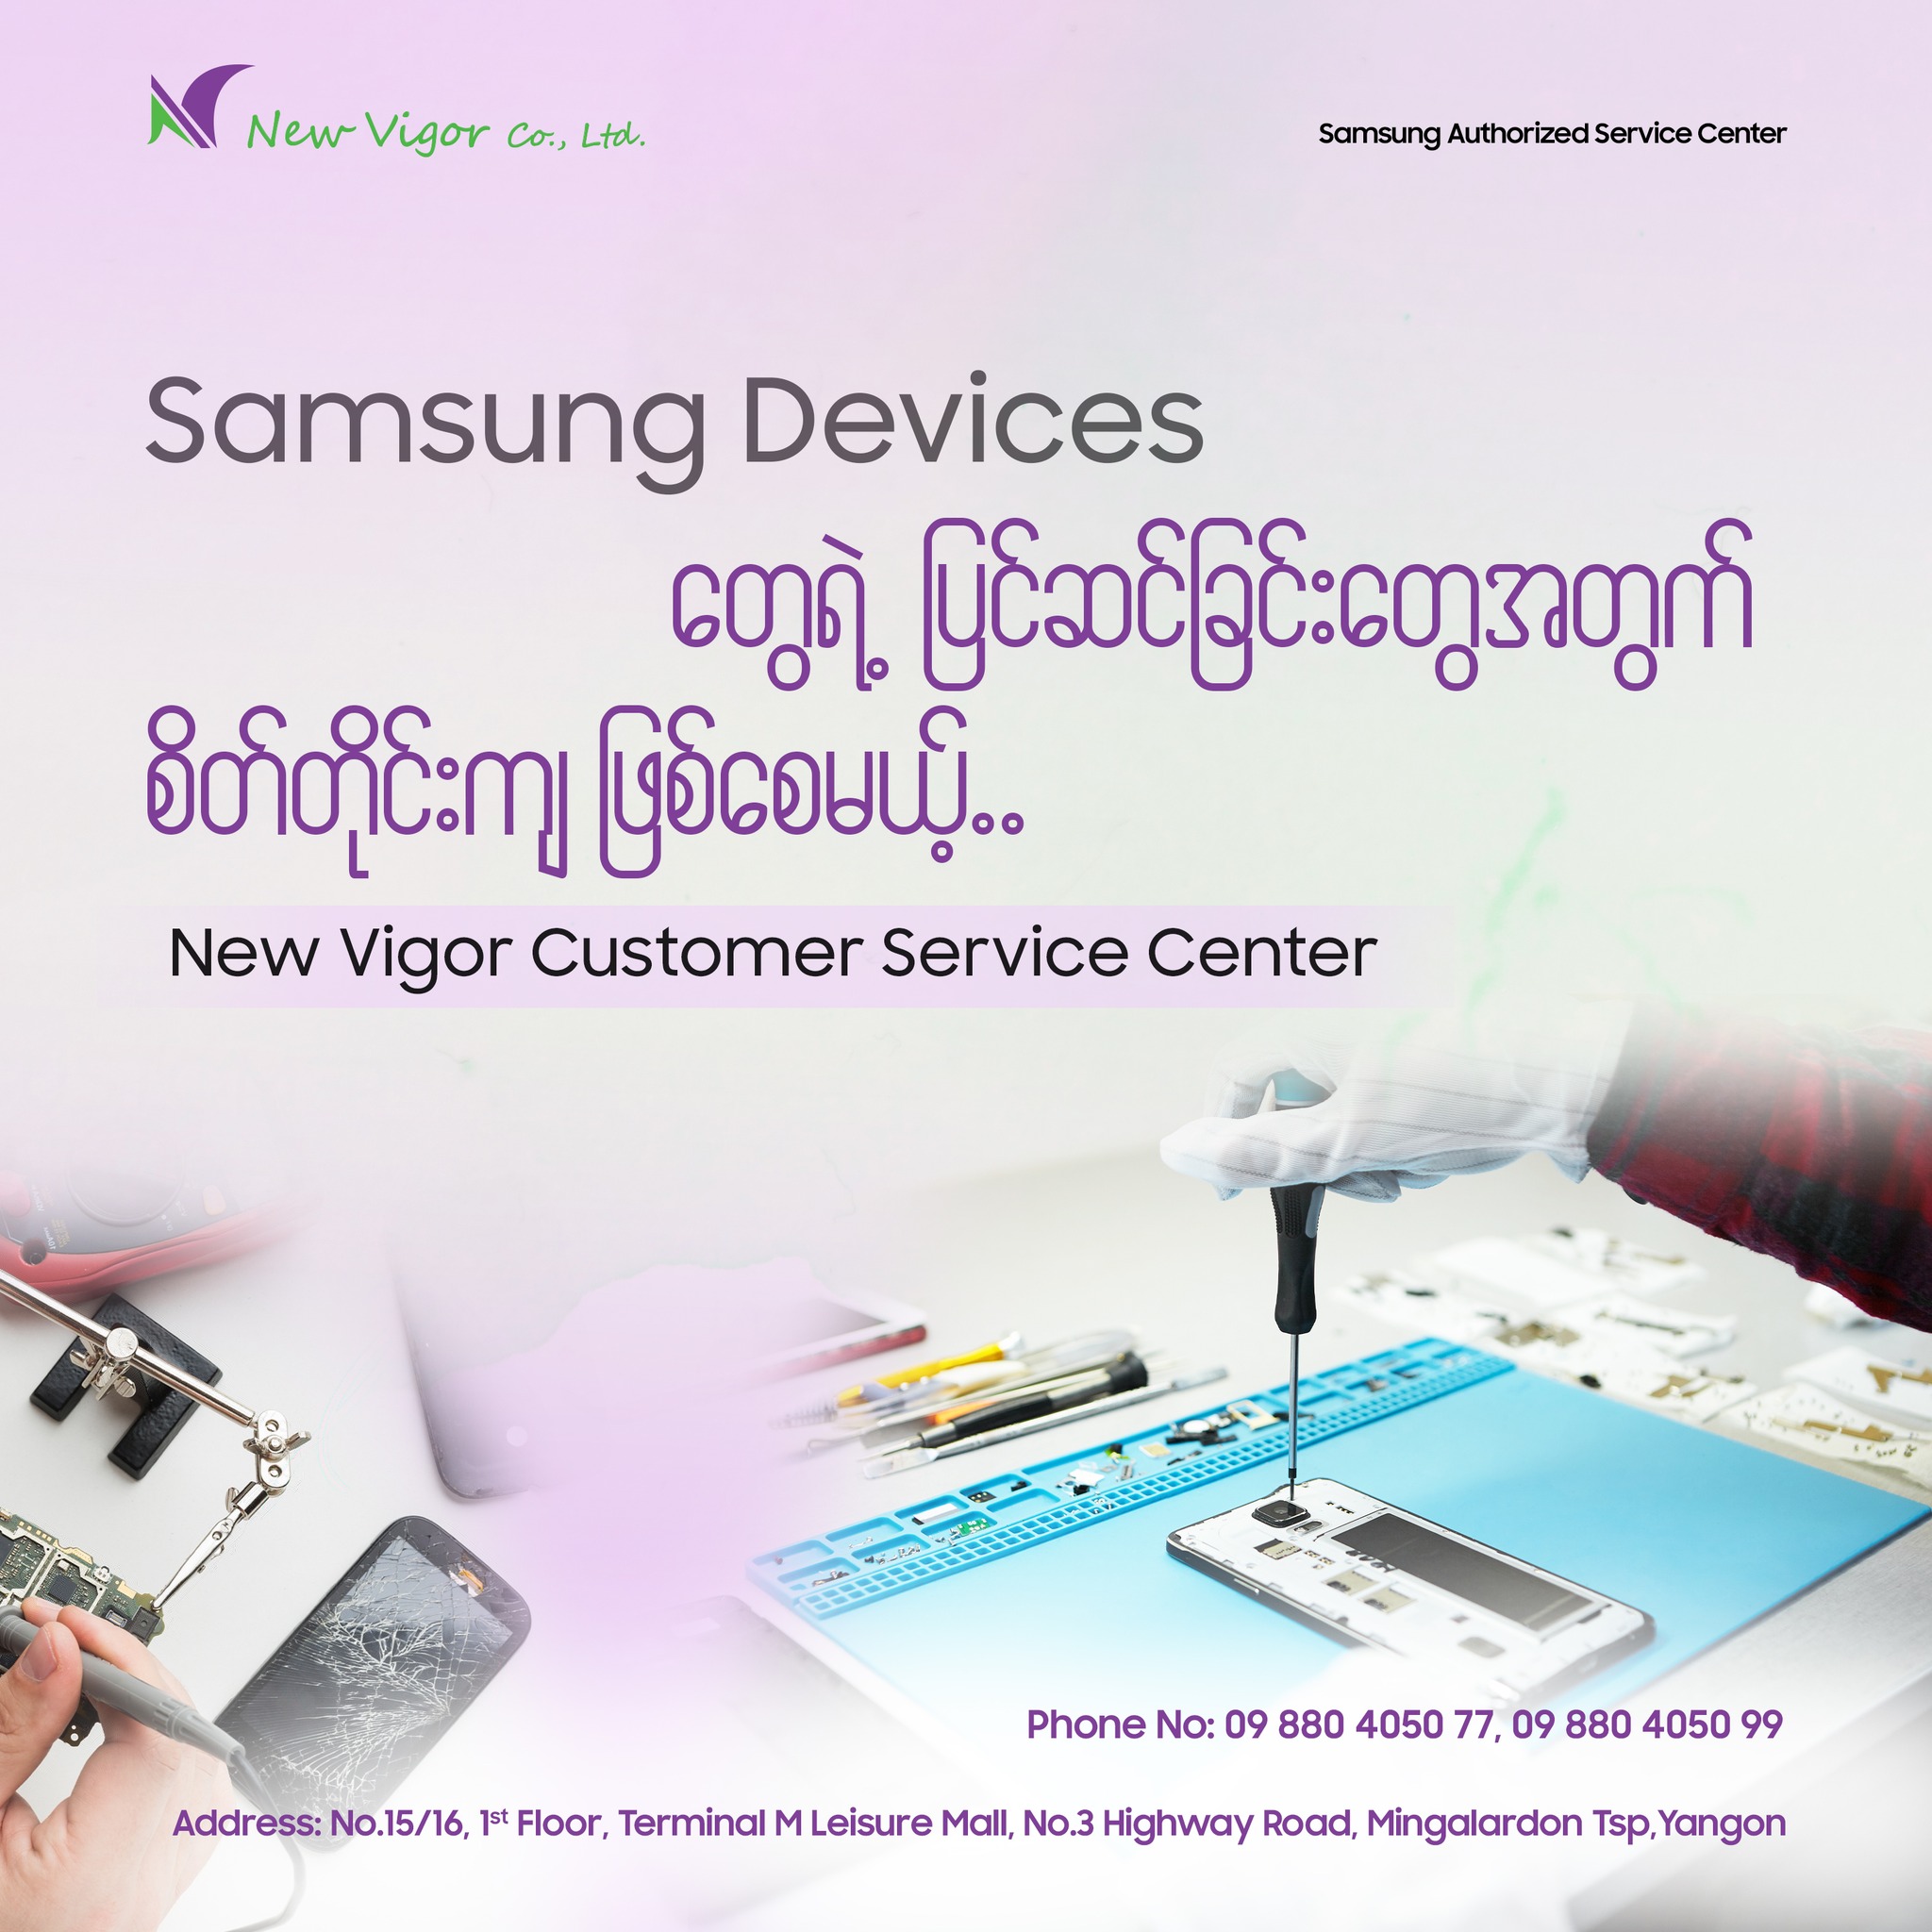 New Vigor Co., Ltd.
Samsung Authorized Service Center
Samsung Devices
တွေရဲ့ ပြင်ဆင်ခြင်းတွေအတွက်
စိတ်တိုင်းကျ ဖြစ်စေမယ့်..
New Vigor Customer Service Center
Phone No: 09 880 4050 77, 09 880 4050 99
Address: No.15/16, 1st Floor, Terminal M Leisure Mall, No.3 Highway Road, Mingalardon Tsp,Yangon